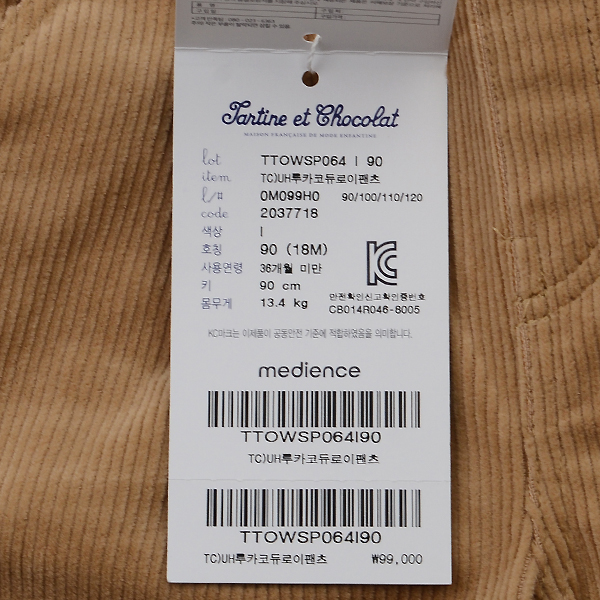 Tartine et Chocolat
MAISON FRANÇAISE DE MODE ENFANTINE
lot TTOWSP064 I 90
item TC)UH루카코듀로이팬츠
l/# 0M099H0 90/100/110/120
code 2037718
색상 I
호칭 90 (18M)
사용연령 36개월 미만
키 90 cm
몸무게 13.4 kg
안전확인신고확인증번호
CB014R046-8005
KC마크는 이제품이 공통안전 기준에 적합하였음을 의미합니다.
medience
TTOWSP064I90
TC)UH루카코듀로이팬츠
TTOWSP064I90
TC)UH루카코듀로이팬츠 ₩99,000